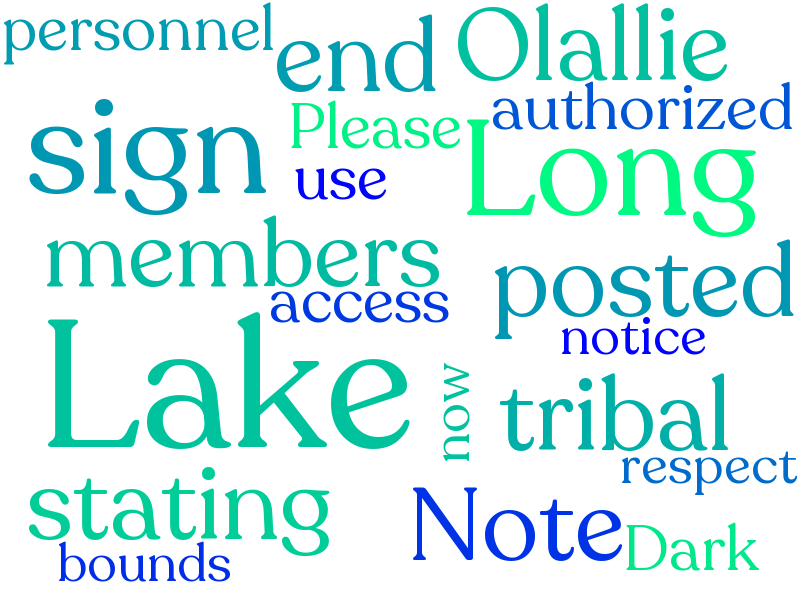 personnel
end
Olallie
authorized
sign
Please
Long
use
members
posted
access
notice
Lake
now
tribal
respect
stating
Note
Dark
bounds